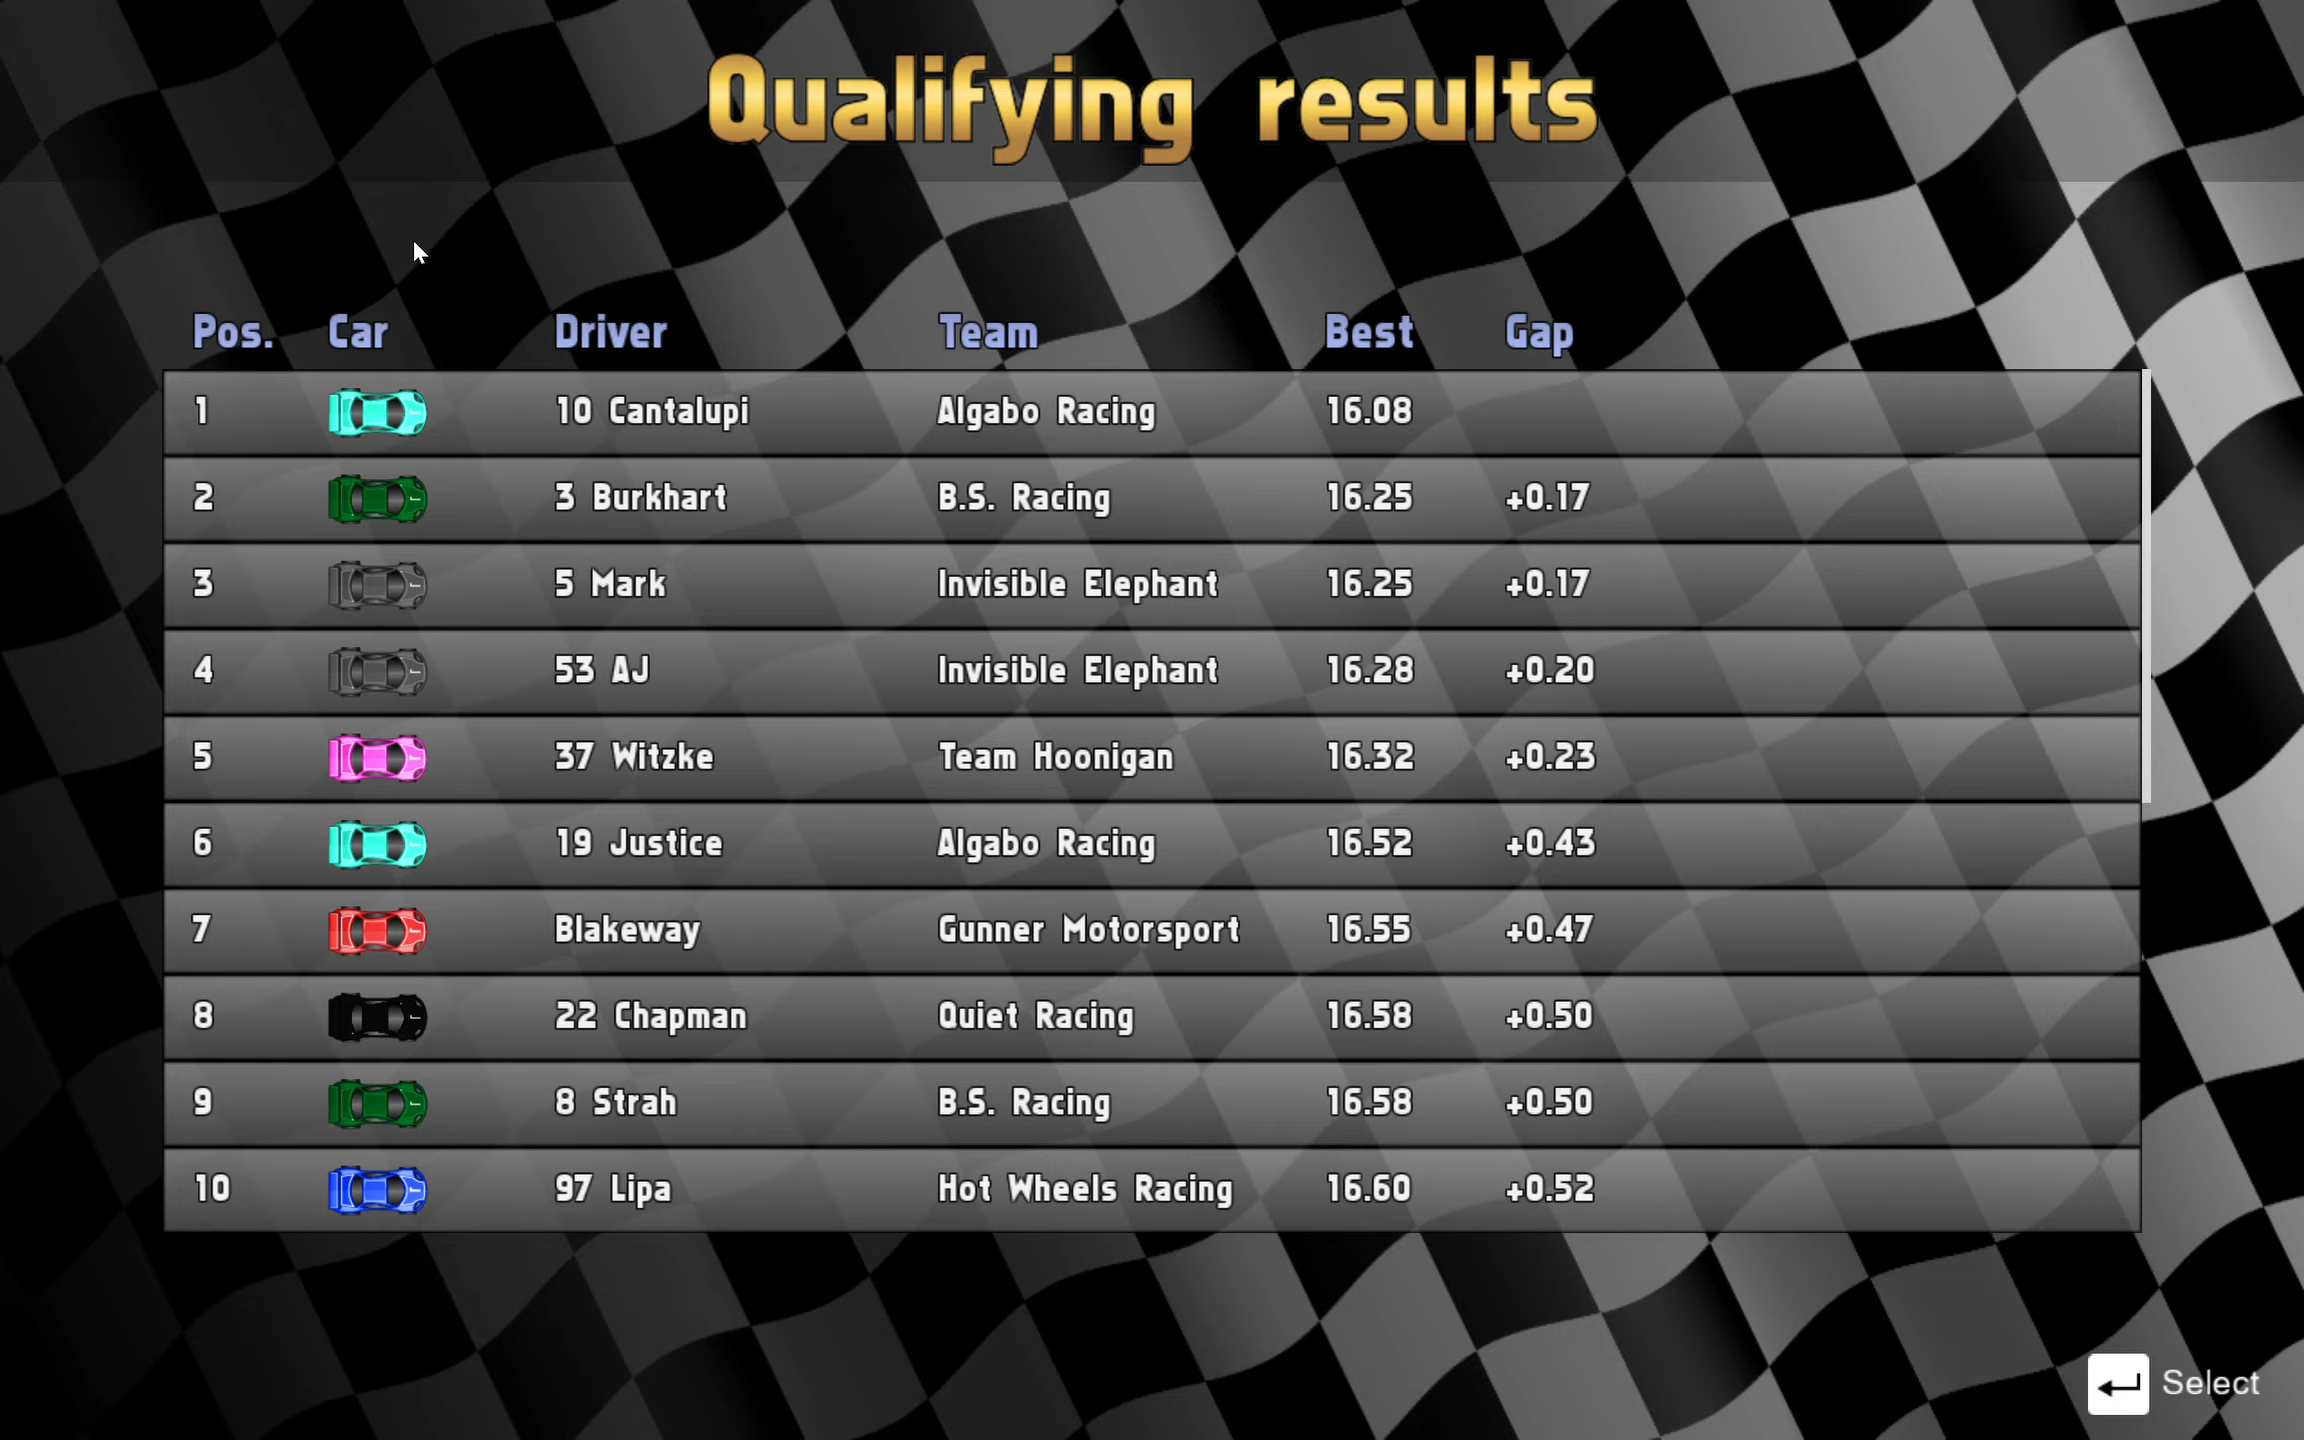 Qualifying results
Pos. Car Driver Team Best Gap
1 10 Cantalupi Algabo Racing 16.08
2 3 Burkhart B.S. Racing 16.25 +0.17
3 5 Mark Invisible Elephant 16.25 +0.17
4 53 AJ Invisible Elephant 16.28 +0.20
5 37 Witzke Team Hoonigan 16.32 +0.23
6 19 Justice Algabo Racing 16.52 +0.43
7 Blakeway Gunner Motorsport 16.55 +0.47
8 22 Chapman Quiet Racing 16.58 +0.50
9 8 Strah B.S. Racing 16.58 +0.50
10 97 Lipa Hot Wheels Racing 16.60 +0.52
Select